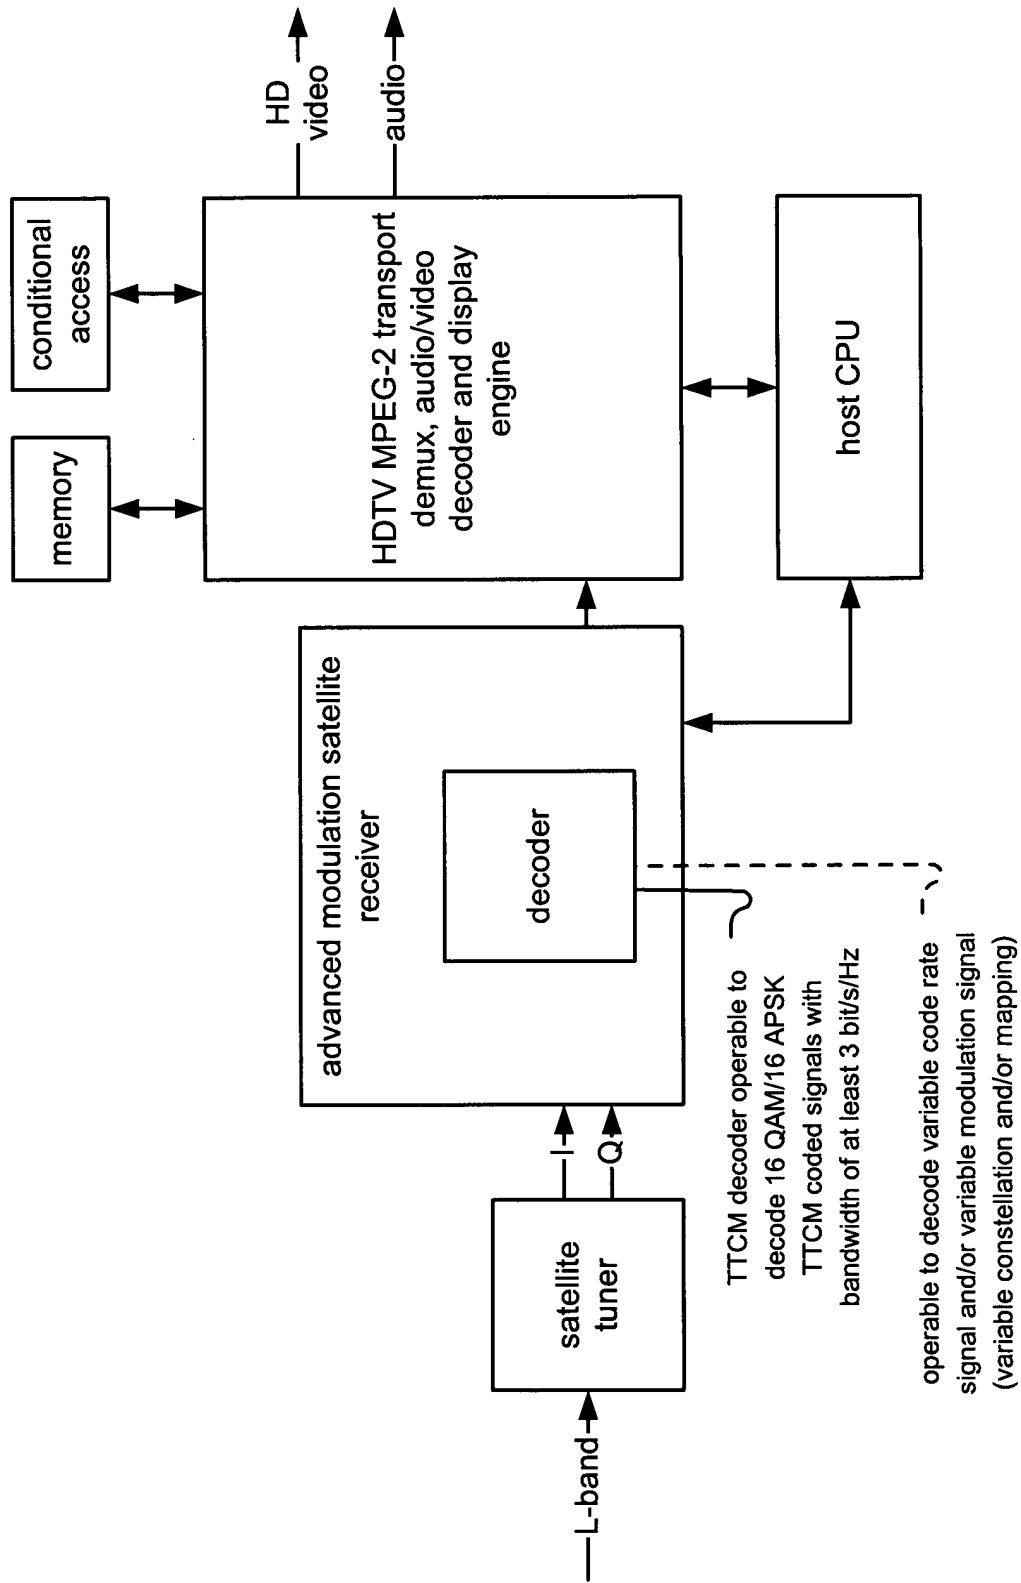 L-band
satellite
tuner
I
Q
advanced modulation satellite
receiver
decoder
TTCM decoder operable to
decode 16 QAM/16 APSK
TTCM coded signals with
bandwidth of at least 3 bit/s/Hz
operable to decode variable code rate
signal and/or variable modulation signal
(variable constellation and/or mapping)
memory
conditional
access
HDTV MPEG-2 transport
demux, audio/video
decoder and display
engine
host CPU
HD
video
audio